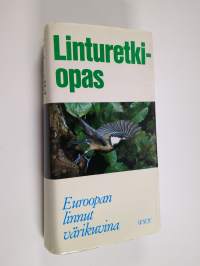 Linturetki-
opas
Euroopan
linnut
värikuvina
WSOY